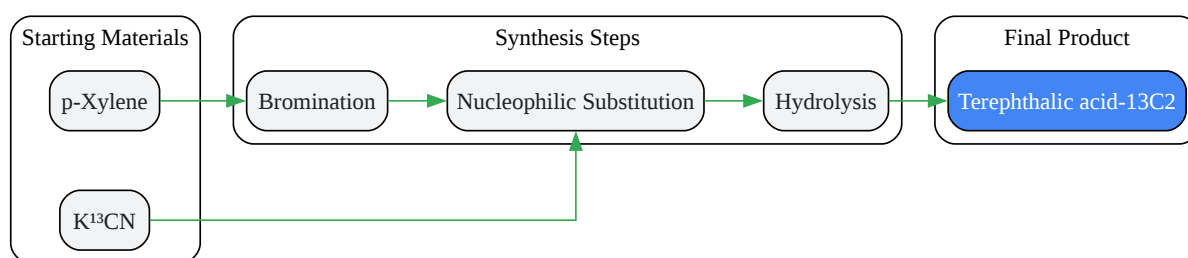 Starting Materials
Synthesis Steps
Final Product
p-Xylene
Bromination
Nucleophilic Substitution
Hydrolysis
Terephthalic acid-13C2
K¹³CN